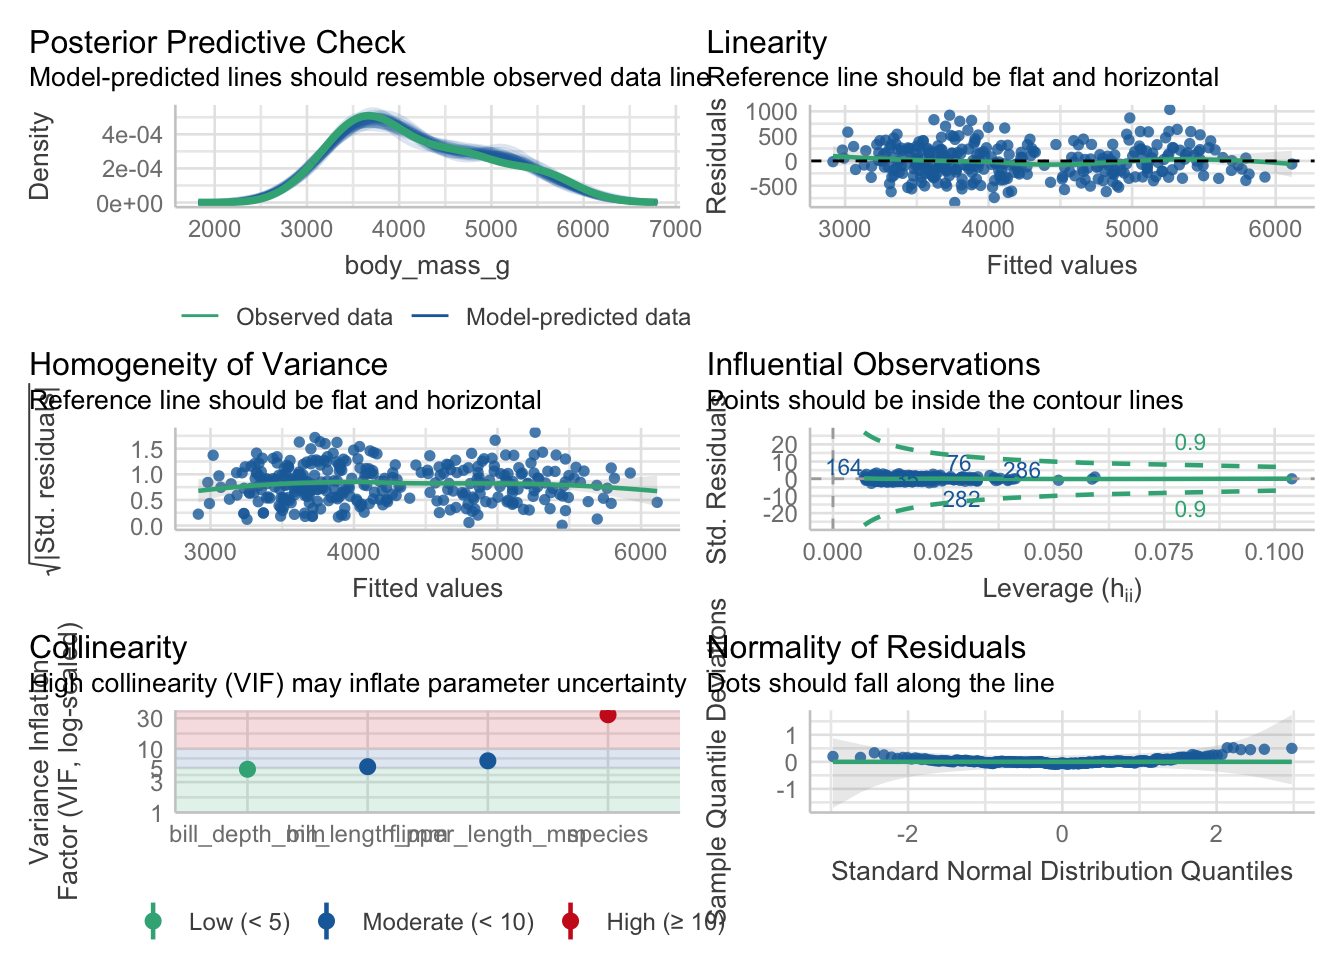 Posterior Predictive Check
Model-predicted lines should resemble observed data line
Density
4e-04
2e-04
0e+00
2000 3000 4000 5000 6000 7000
body_mass_g
Observed data Model-predicted data
Linearity
Reference line should be flat and horizontal
Residuals
1000
500
0
-500
3000 4000 5000 6000
Fitted values
Homogeneity of Variance
Reference line should be flat and horizontal
√|Std. residuals|
1.5
1.0
0.5
0.0
3000 4000 5000 6000
Fitted values
Influential Observations
Points should be inside the contour lines
Std. Residuals
20
10
0
-10
-20
0.9
164 76 286
282
0.9
0.000 0.025 0.050 0.075 0.100
Leverage (hii)
Collinearity
High collinearity (VIF) may inflate parameter uncertainty
Variance Inflation
Factor (VIF, log-scaled)
30
10
5
3
1
bill_depth_mm bill_length_mm flipper_length_mm species
Low (< 5) Moderate (< 10) High (≥ 10)
Normality of Residuals
Dots should fall along the line
Sample Quantile Deviations
1
0
-1
-2 0 2
Standard Normal Distribution Quantiles